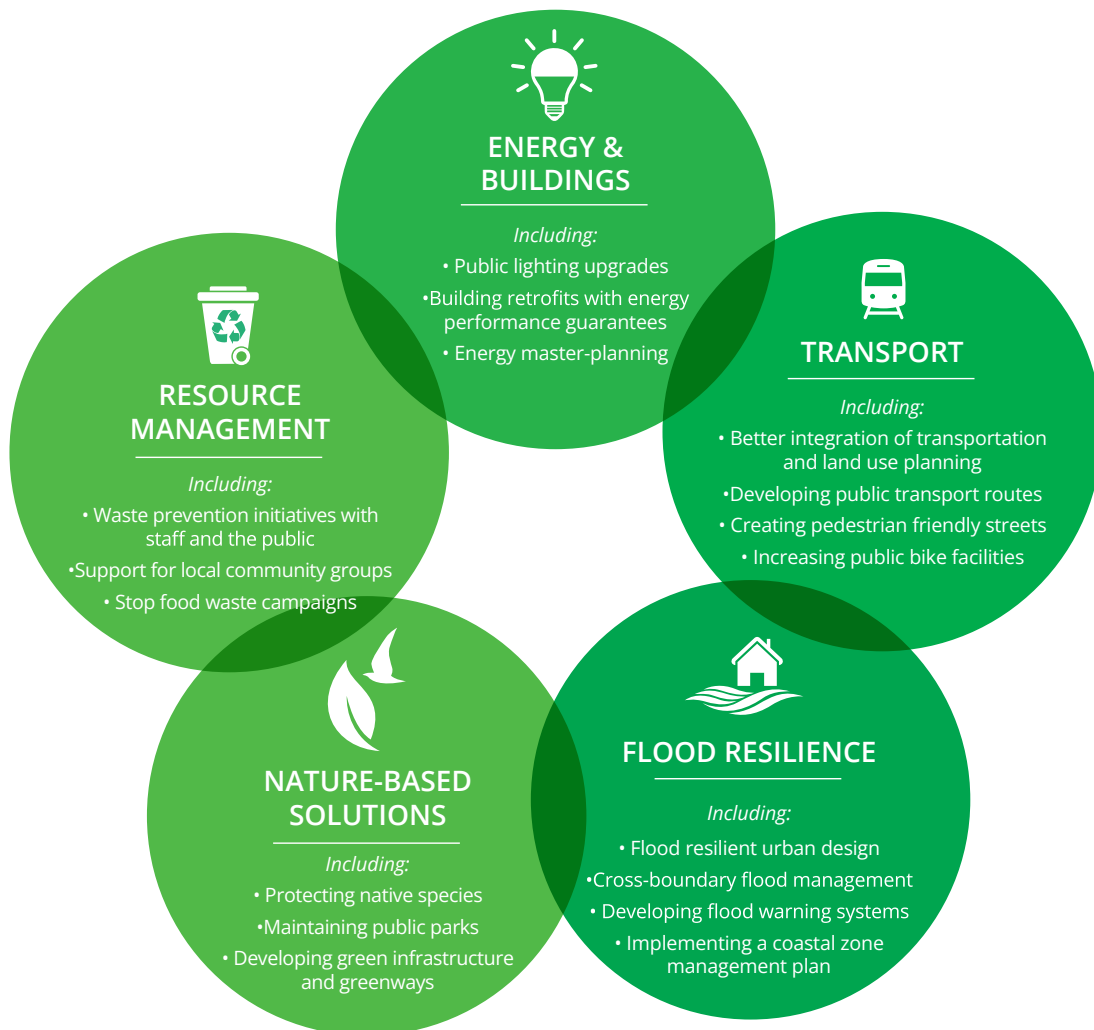 ENERGY &
BUILDINGS
Including:
• Public lighting upgrades
•Building retrofits with energy
performance guarantees
• Energy master-planning
TRANSPORT
Including:
• Better integration of transportation
and land use planning
•Developing public transport routes
• Creating pedestrian friendly streets
• Increasing public bike facilities
RESOURCE
MANAGEMENT
Including:
• Waste prevention initiatives with
staff and the public
•Support for local community groups
• Stop food waste campaigns
FLOOD RESILIENCE
Including:
• Flood resilient urban design
•Cross-boundary flood management
• Developing flood warning systems
• Implementing a coastal zone
management plan
NATURE-BASED
SOLUTIONS
Including:
• Protecting native species
•Maintaining public parks
• Developing green infrastructure
and greenways